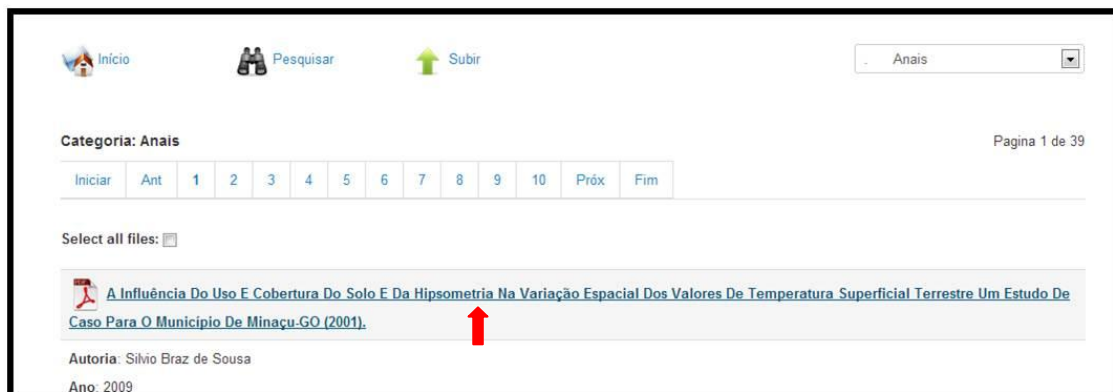 Início Pesquisar Subir . Anais
Categoria: Anais Pagina 1 de 39
Iniciar Ant 1 2 3 4 5 6 7 8 9 10 Próx Fim
Select all files:
A Influência Do Uso E Cobertura Do Solo E Da Hipsometria Na Variação Espacial Dos Valores De Temperatura Superficial Terrestre Um Estudo De
Caso Para O Município De Minaçu-GO (2001).
Autoria: Silvio Braz de Sousa
Ano: 2009